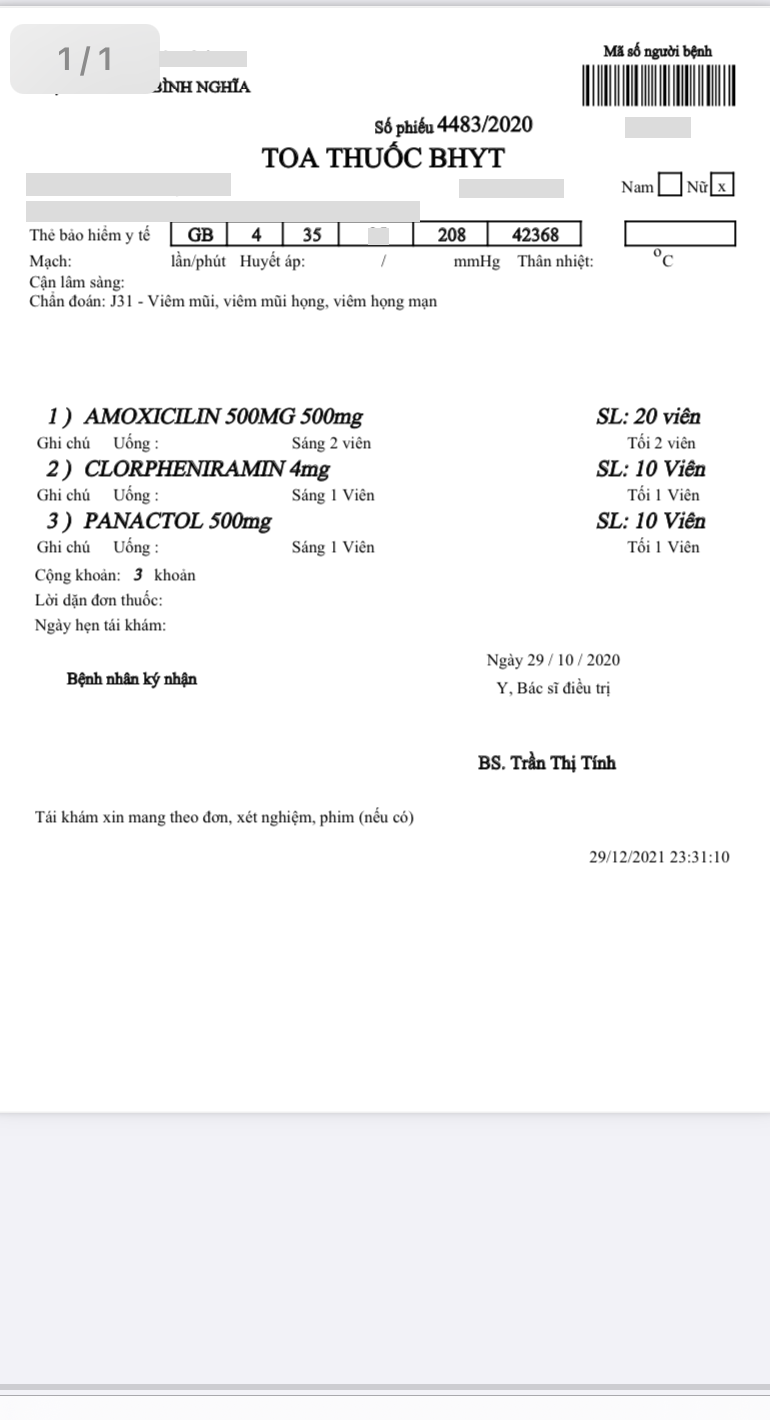 1/1
Mã số người bệnh
BÌNH NGHĨA
Số phiếu 4483/2020
TOA THUỐC BHYT
Nam Nữ x
Thẻ bảo hiểm y tế GB 4 35 208 42368
Mạch: lần/phút Huyết áp: / mmHg Thân nhiệt: °C
Cận lâm sàng:
Chẩn đoán: J31 - Viêm mũi, viêm mũi họng, viêm họng mạn
1 ) AMOXICILIN 500MG 500mg SL: 20 viên
Ghi chú Uống : Sáng 2 viên Tối 2 viên
2 ) CLORPHENIRAMIN 4mg SL: 10 Viên
Ghi chú Uống : Sáng 1 Viên Tối 1 Viên
3 ) PANACTOL 500mg SL: 10 Viên
Ghi chú Uống : Sáng 1 Viên Tối 1 Viên
Cộng khoản: 3 khoản
Lời dặn đơn thuốc:
Ngày hẹn tái khám:
Ngày 29 / 10 / 2020
Bệnh nhân ký nhận
Y, Bác sĩ điều trị
BS. Trần Thị Tính
Tái khám xin mang theo đơn, xét nghiệm, phim (nếu có)
29/12/2021 23:31:10